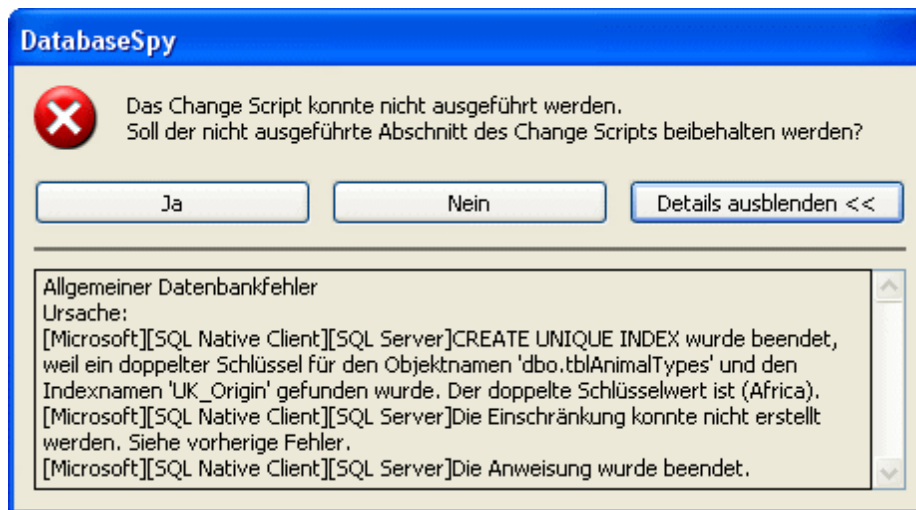 DatabaseSpy
Das Change Script konnte nicht ausgeführt werden.
Soll der nicht ausgeführte Abschnitt des Change Scripts beibehalten werden?
Ja
Nein
Details ausblenden <<
Allgemeiner Datenbankfehler
Ursache:
[Microsoft][SQL Native Client][SQL Server]CREATE UNIQUE INDEX wurde beendet,
weil ein doppelter Schlüssel für den Objektnamen 'dbo.tblAnimalTypes' und den
Indexnamen 'UK_Origin' gefunden wurde. Der doppelte Schlüsselwert ist (Africa).
[Microsoft][SQL Native Client][SQL Server]Die Einschränkung konnte nicht erstellt
werden. Siehe vorherige Fehler.
[Microsoft][SQL Native Client][SQL Server]Die Anweisung wurde beendet.